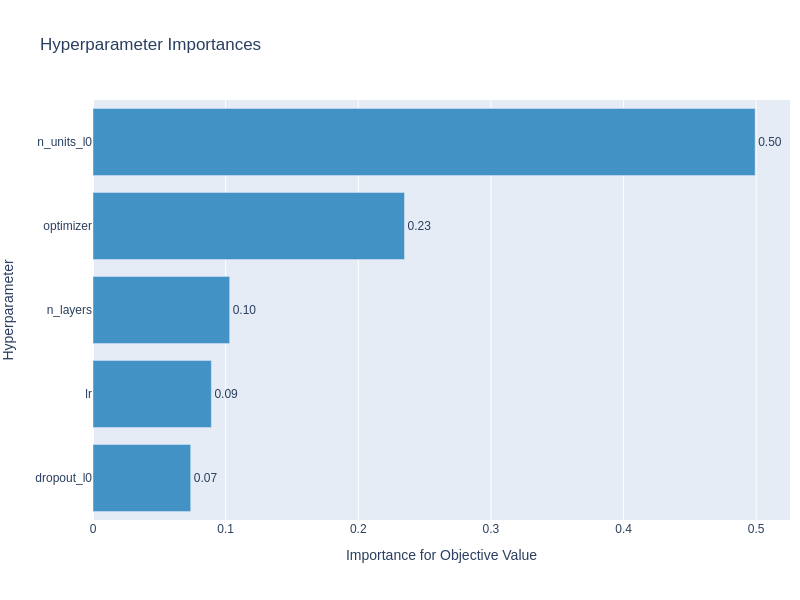 Hyperparameter Importances
Hyperparameter
n_units_l0
0.50
optimizer
0.23
n_layers
0.10
lr
0.09
dropout_l0
0.07
0 0.1 0.2 0.3 0.4 0.5
Importance for Objective Value